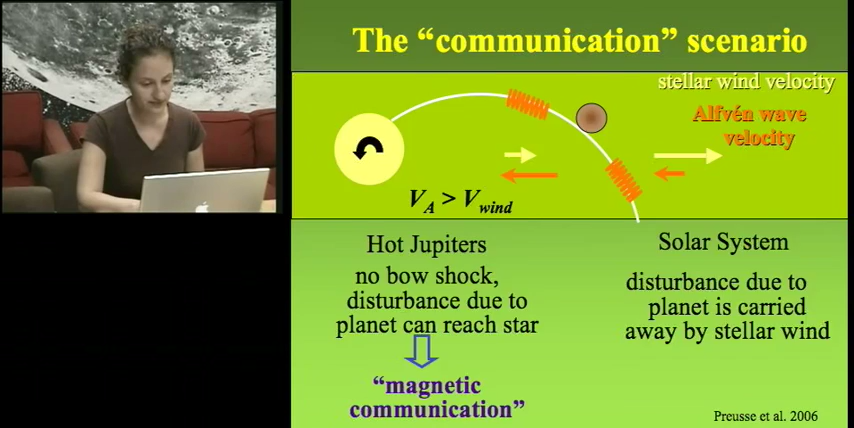 The “communication” scenario
stellar wind velocity
Alfvén wave
velocity
V_A > V_wind
Hot Jupiters
no bow shock,
disturbance due to
planet can reach star
“magnetic
communication”
Solar System
disturbance due to
planet is carried
away by stellar wind
Preusse et al. 2006